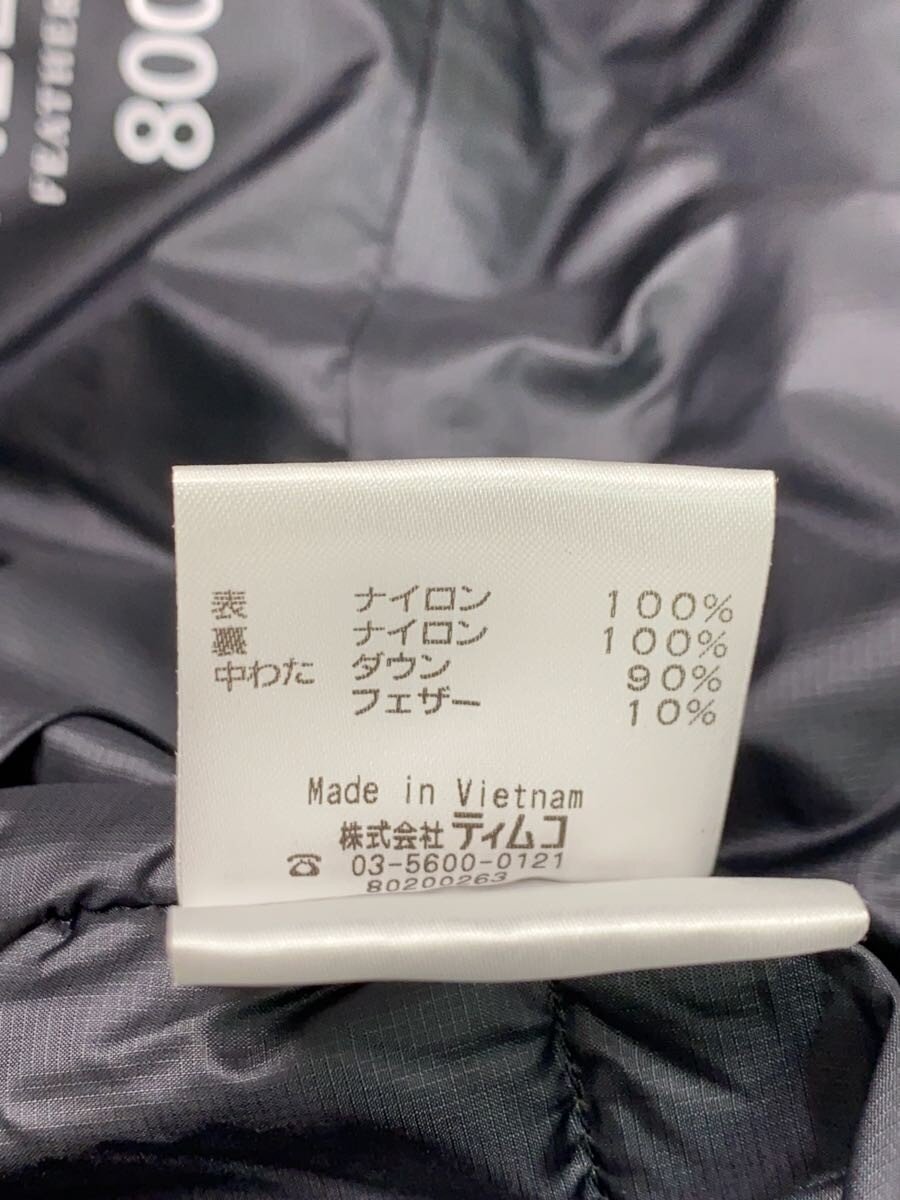 FEATHER
800
表 ナイロン 100%
裏 ナイロン 100%
中わた ダウン 90%
フェザー 10%
Made in Vietnam
株式会社 ティムコ
☎ 03-5600-0121
80200263